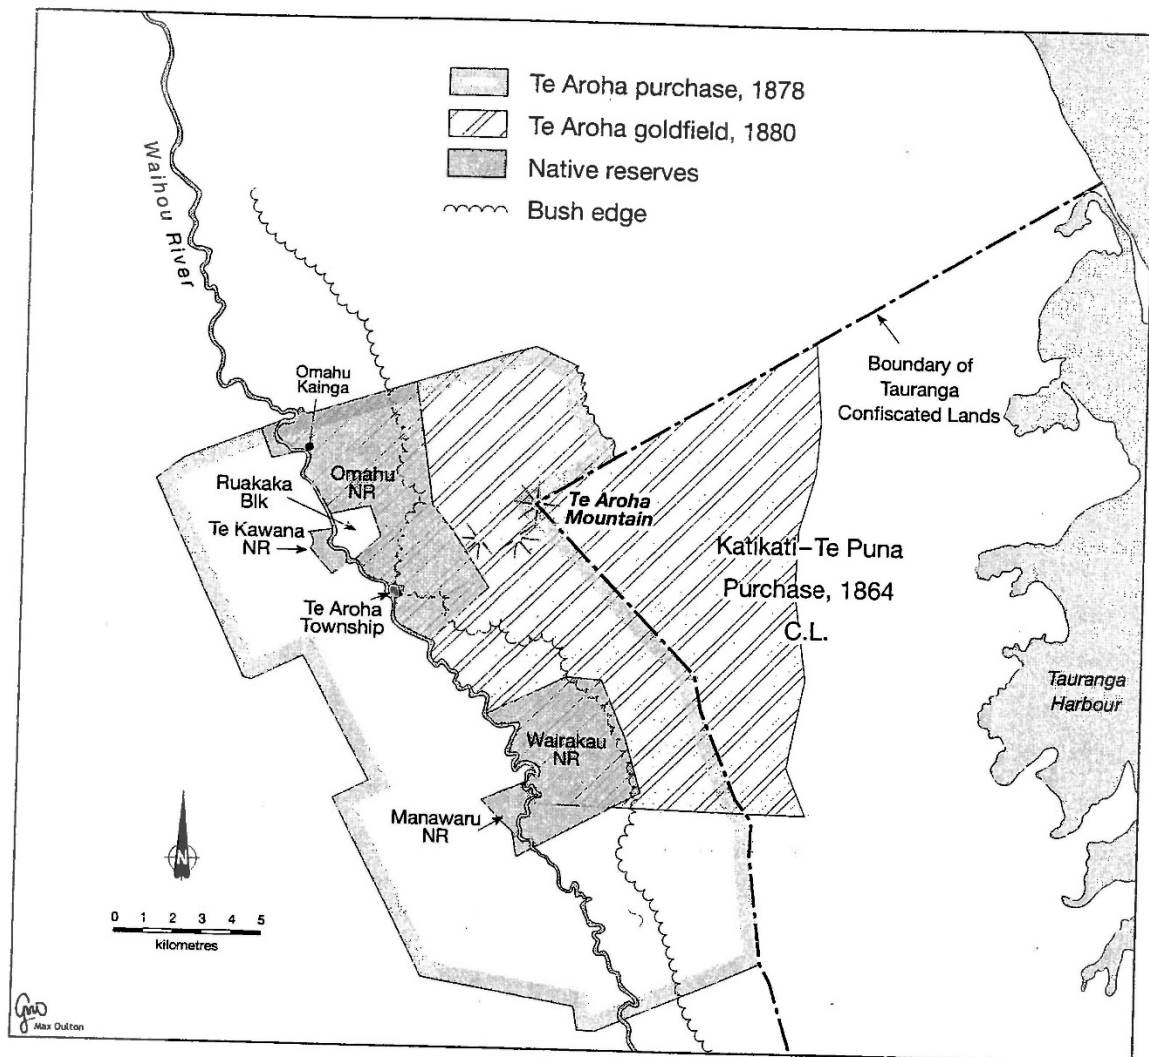 Te Aroha purchase, 1878
Te Aroha goldfield, 1880
Native reserves
Bush edge
Waihou River
Boundary of
Tauranga
Confiscated Lands
Omahu
Kainga
Omahu
NR
Ruakaka
Blk
Te Kawana
NR
Te Aroha
Mountain
Katikati–Te Puna
Purchase, 1864
C.L.
Te Aroha
Township
Tauranga
Harbour
Wairakau
NR
Manawaru
NR
N
0 1 2 3 4 5
kilometres
Max Oulton